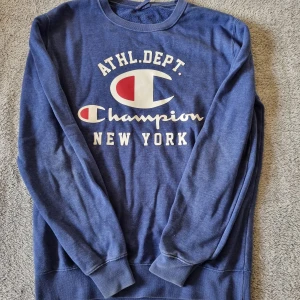 ATHL.DEPT.
Champion
NEW YORK